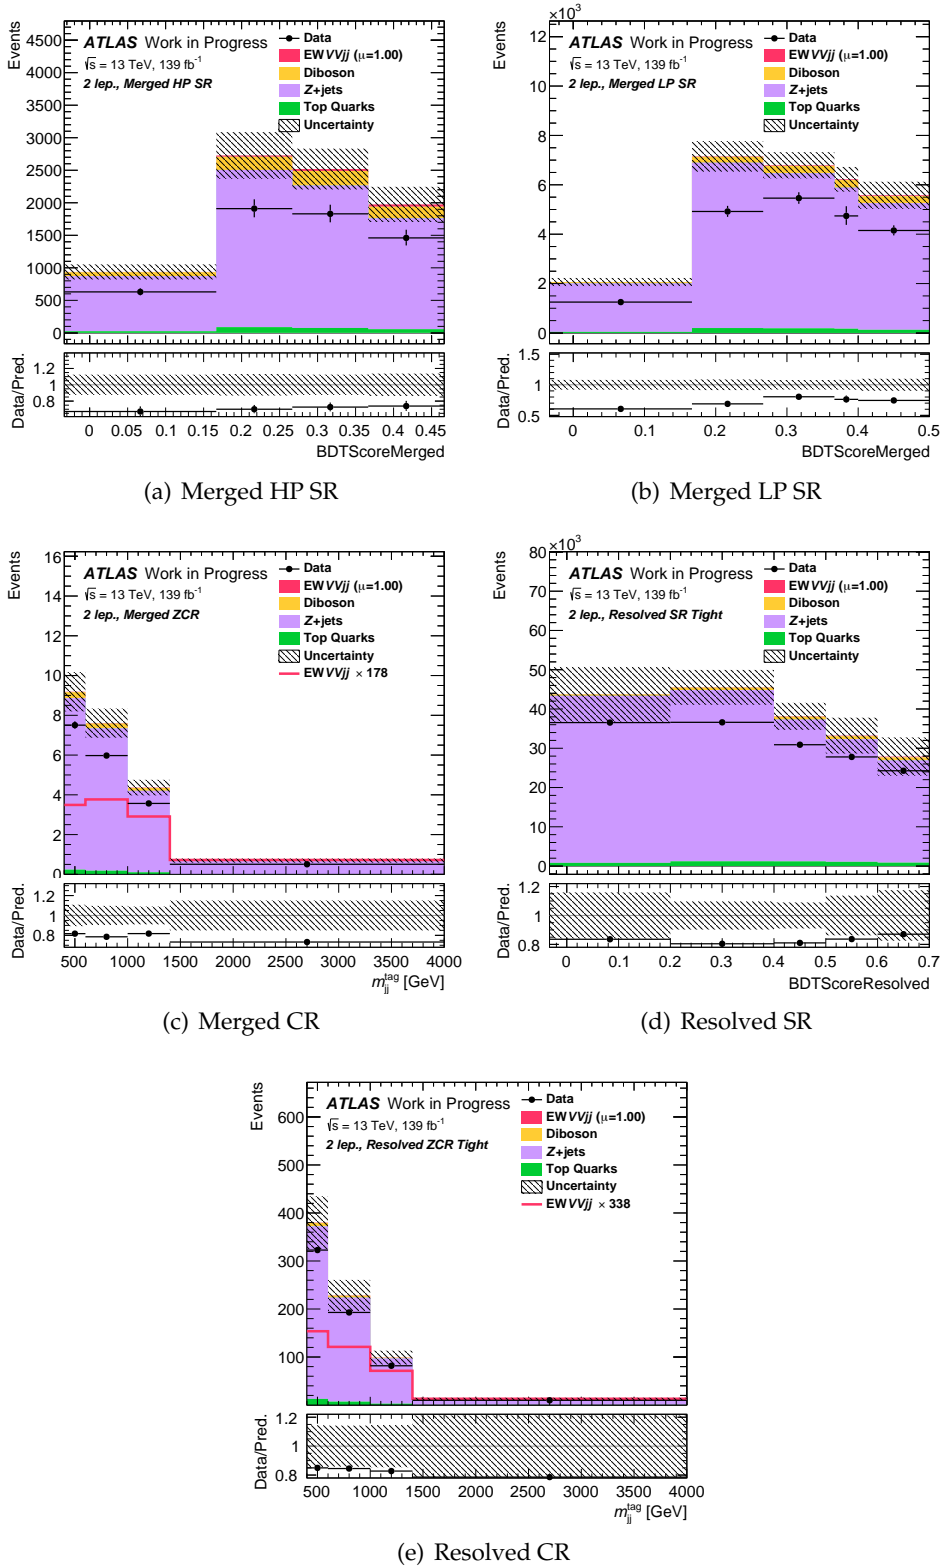 Events
4500
4000
3500
3000
2500
2000
1500
1000
500
0
ATLAS Work in Progress
√s = 13 TeV, 139 fb⁻¹
2 lep., Merged HP SR
Data
EW VVjj (μ=1.00)
Diboson
Z+jets
Top Quarks
Uncertainty
Data/Pred.
1.2
1
0.8
0 0.05 0.1 0.15 0.2 0.25 0.3 0.35 0.4 0.45
BDTScoreMerged
(a) Merged HP SR
Events
×10³
12
10
8
6
4
2
0
ATLAS Work in Progress
√s = 13 TeV, 139 fb⁻¹
2 lep., Merged LP SR
Data
EW VVjj (μ=1.00)
Diboson
Z+jets
Top Quarks
Uncertainty
Data/Pred.
1.5
1
0.5
0 0.1 0.2 0.3 0.4 0.5
BDTScoreMerged
(b) Merged LP SR
Events
16
14
12
10
8
6
4
2
0
ATLAS Work in Progress
√s = 13 TeV, 139 fb⁻¹
2 lep., Merged ZCR
Data
EW VVjj (μ=1.00)
Diboson
Z+jets
Top Quarks
Uncertainty
EW VVjj × 178
Data/Pred.
1.2
1
0.8
500 1000 1500 2000 2500 3000 3500 4000
m_jj^tag [GeV]
(c) Merged CR
Events
×10³
80
70
60
50
40
30
20
10
0
ATLAS Work in Progress
√s = 13 TeV, 139 fb⁻¹
2 lep., Resolved SR Tight
Data
EW VVjj (μ=1.00)
Diboson
Z+jets
Top Quarks
Uncertainty
Data/Pred.
1.2
1
0.8
0 0.1 0.2 0.3 0.4 0.5 0.6 0.7
BDTScoreResolved
(d) Resolved SR
Events
600
500
400
300
200
100
ATLAS Work in Progress
√s = 13 TeV, 139 fb⁻¹
2 lep., Resolved ZCR Tight
Data
EW VVjj (μ=1.00)
Diboson
Z+jets
Top Quarks
Uncertainty
EW VVjj × 338
Data/Pred.
1.2
1
0.8
500 1000 1500 2000 2500 3000 3500 4000
m_jj^tag [GeV]
(e) Resolved CR